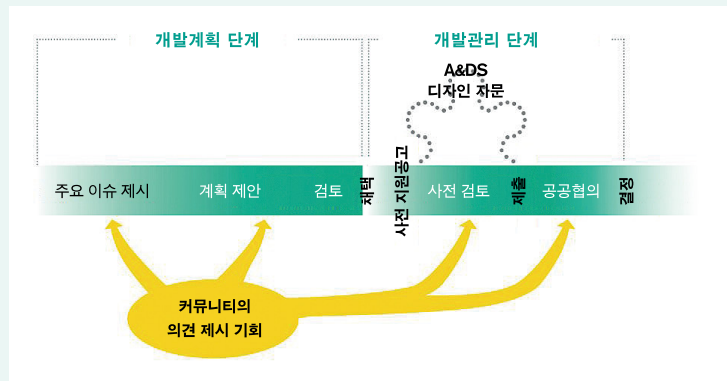 개발계획 단계
개발관리 단계
A&DS
디자인 자문
주요 이슈 제시
계획 제안
검토
채택
사전 지원공고
사전 검토
제출
공공협의
결정
커뮤니티의
의견 제시 기회